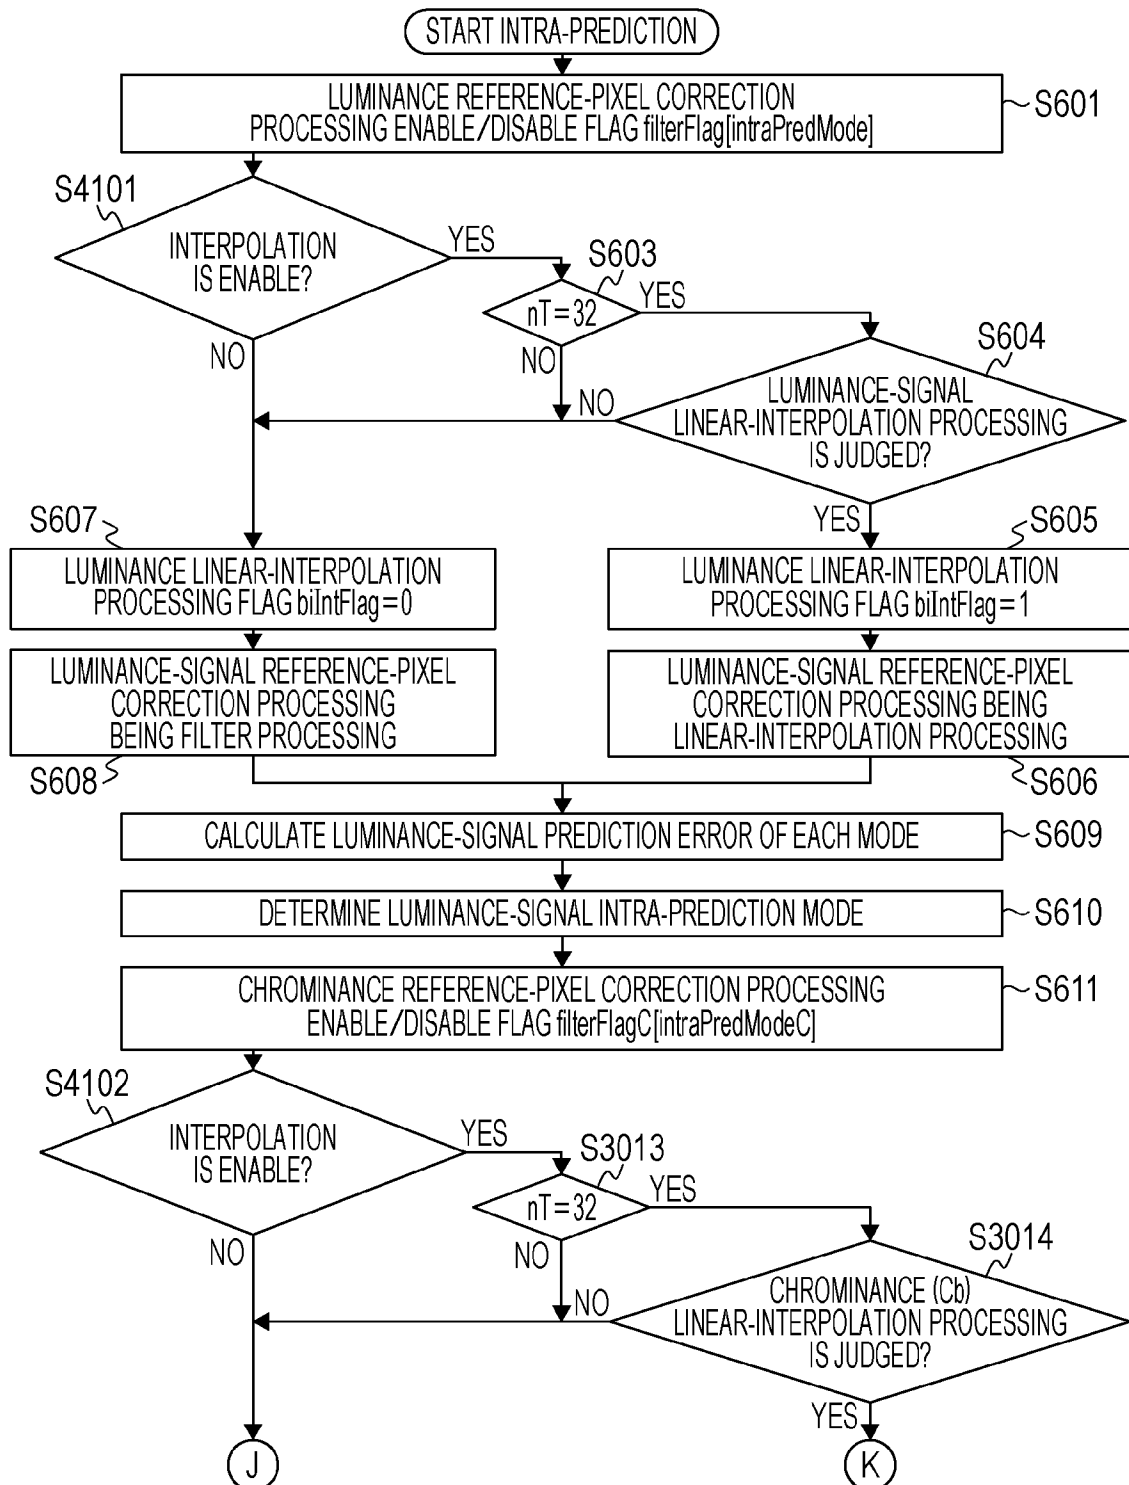 START INTRA-PREDICTION
LUMINANCE REFERENCE-PIXEL CORRECTION
PROCESSING ENABLE/DISABLE FLAG filterFlag[intraPredMode]
S601
S4101
INTERPOLATION
IS ENABLE?
YES
NO
S603
nT=32
YES
NO
S604
LUMINANCE-SIGNAL
LINEAR-INTERPOLATION PROCESSING
IS JUDGED?
NO
YES
S607
LUMINANCE LINEAR-INTERPOLATION
PROCESSING FLAG biIntFlag=0
S605
LUMINANCE LINEAR-INTERPOLATION
PROCESSING FLAG biIntFlag=1
LUMINANCE-SIGNAL REFERENCE-PIXEL
CORRECTION PROCESSING
BEING FILTER PROCESSING
S608
LUMINANCE-SIGNAL REFERENCE-PIXEL
CORRECTION PROCESSING BEING
LINEAR-INTERPOLATION PROCESSING
S606
CALCULATE LUMINANCE-SIGNAL PREDICTION ERROR OF EACH MODE
S609
DETERMINE LUMINANCE-SIGNAL INTRA-PREDICTION MODE
S610
CHROMINANCE REFERENCE-PIXEL CORRECTION PROCESSING
ENABLE/DISABLE FLAG filterFlagC[intraPredModeC]
S611
S4102
INTERPOLATION
IS ENABLE?
YES
NO
S3013
nT=32
YES
NO
S3014
CHROMINANCE (Cb)
LINEAR-INTERPOLATION PROCESSING
IS JUDGED?
NO
YES
J
K